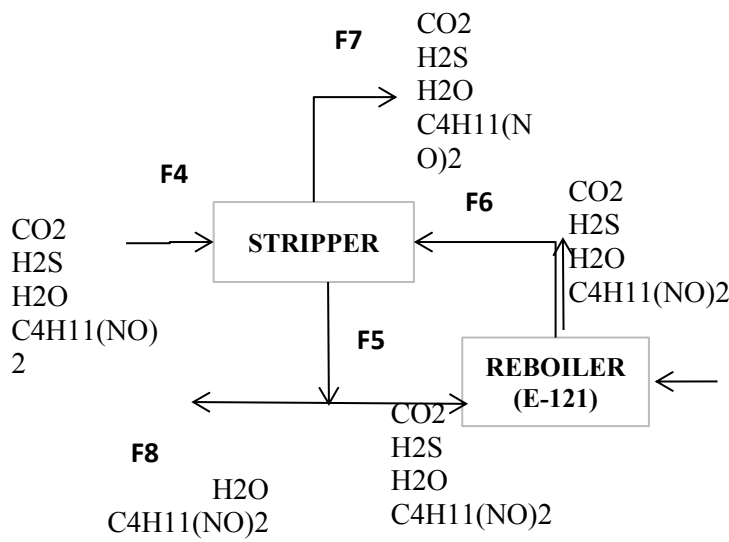 F7
CO2
H2S
H2O
C4H11(N
O)2
F4
CO2
H2S
H2O
C4H11(NO)
2
STRIPPER
F6
CO2
H2S
H2O
C4H11(NO)2
F5
REBOILER
(E-121)
F8
H2O
C4H11(NO)2
CO2
H2S
H2O
C4H11(NO)2